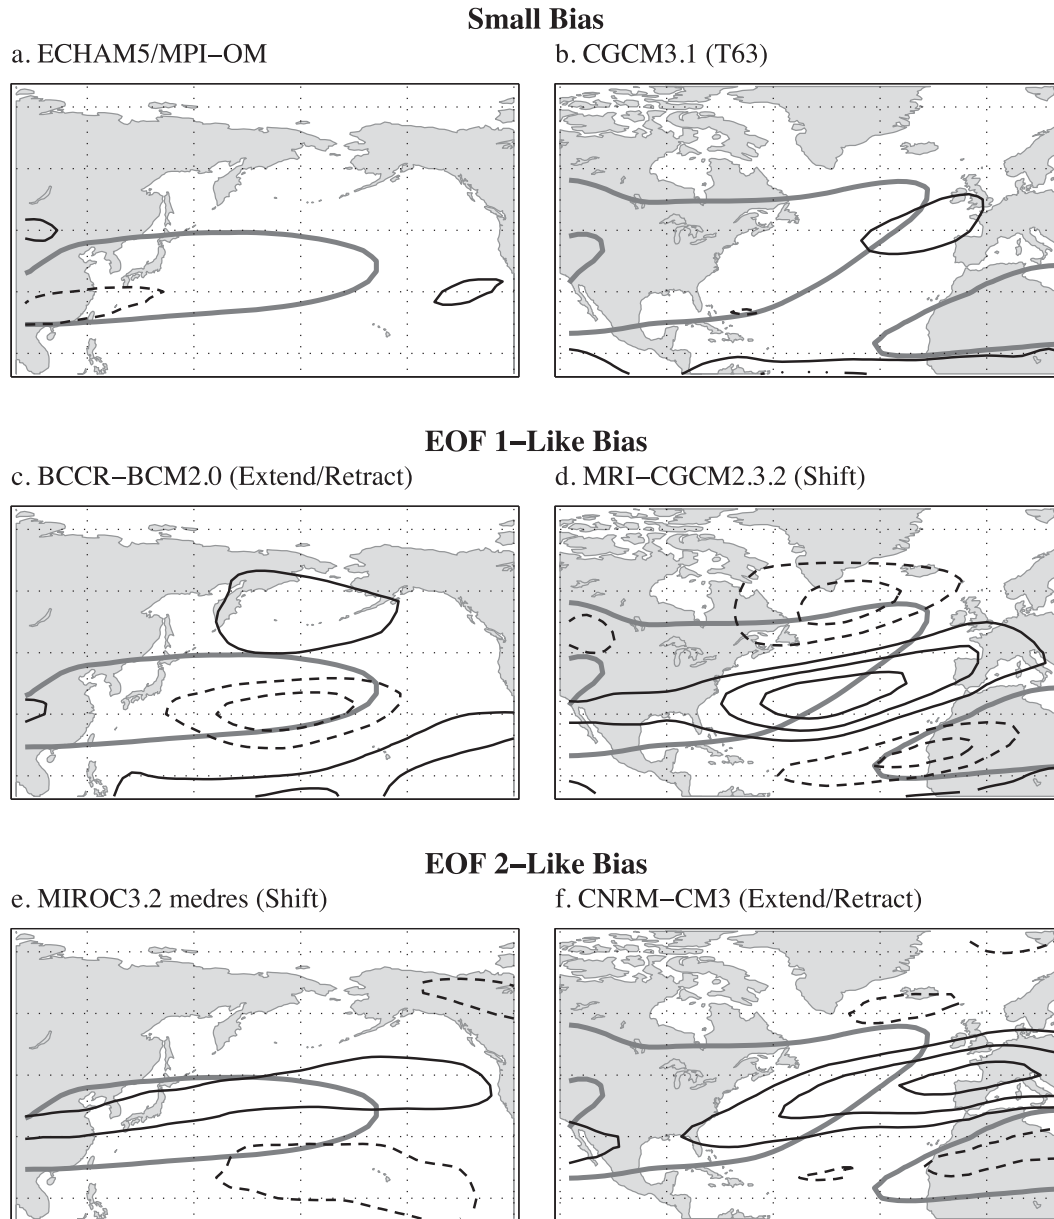 Small Bias
a. ECHAM5/MPI–OM
b. CGCM3.1 (T63)
EOF 1–Like Bias
c. BCCR–BCM2.0 (Extend/Retract)
d. MRI–CGCM2.3.2 (Shift)
EOF 2–Like Bias
e. MIROC3.2 medres (Shift)
f. CNRM–CM3 (Extend/Retract)